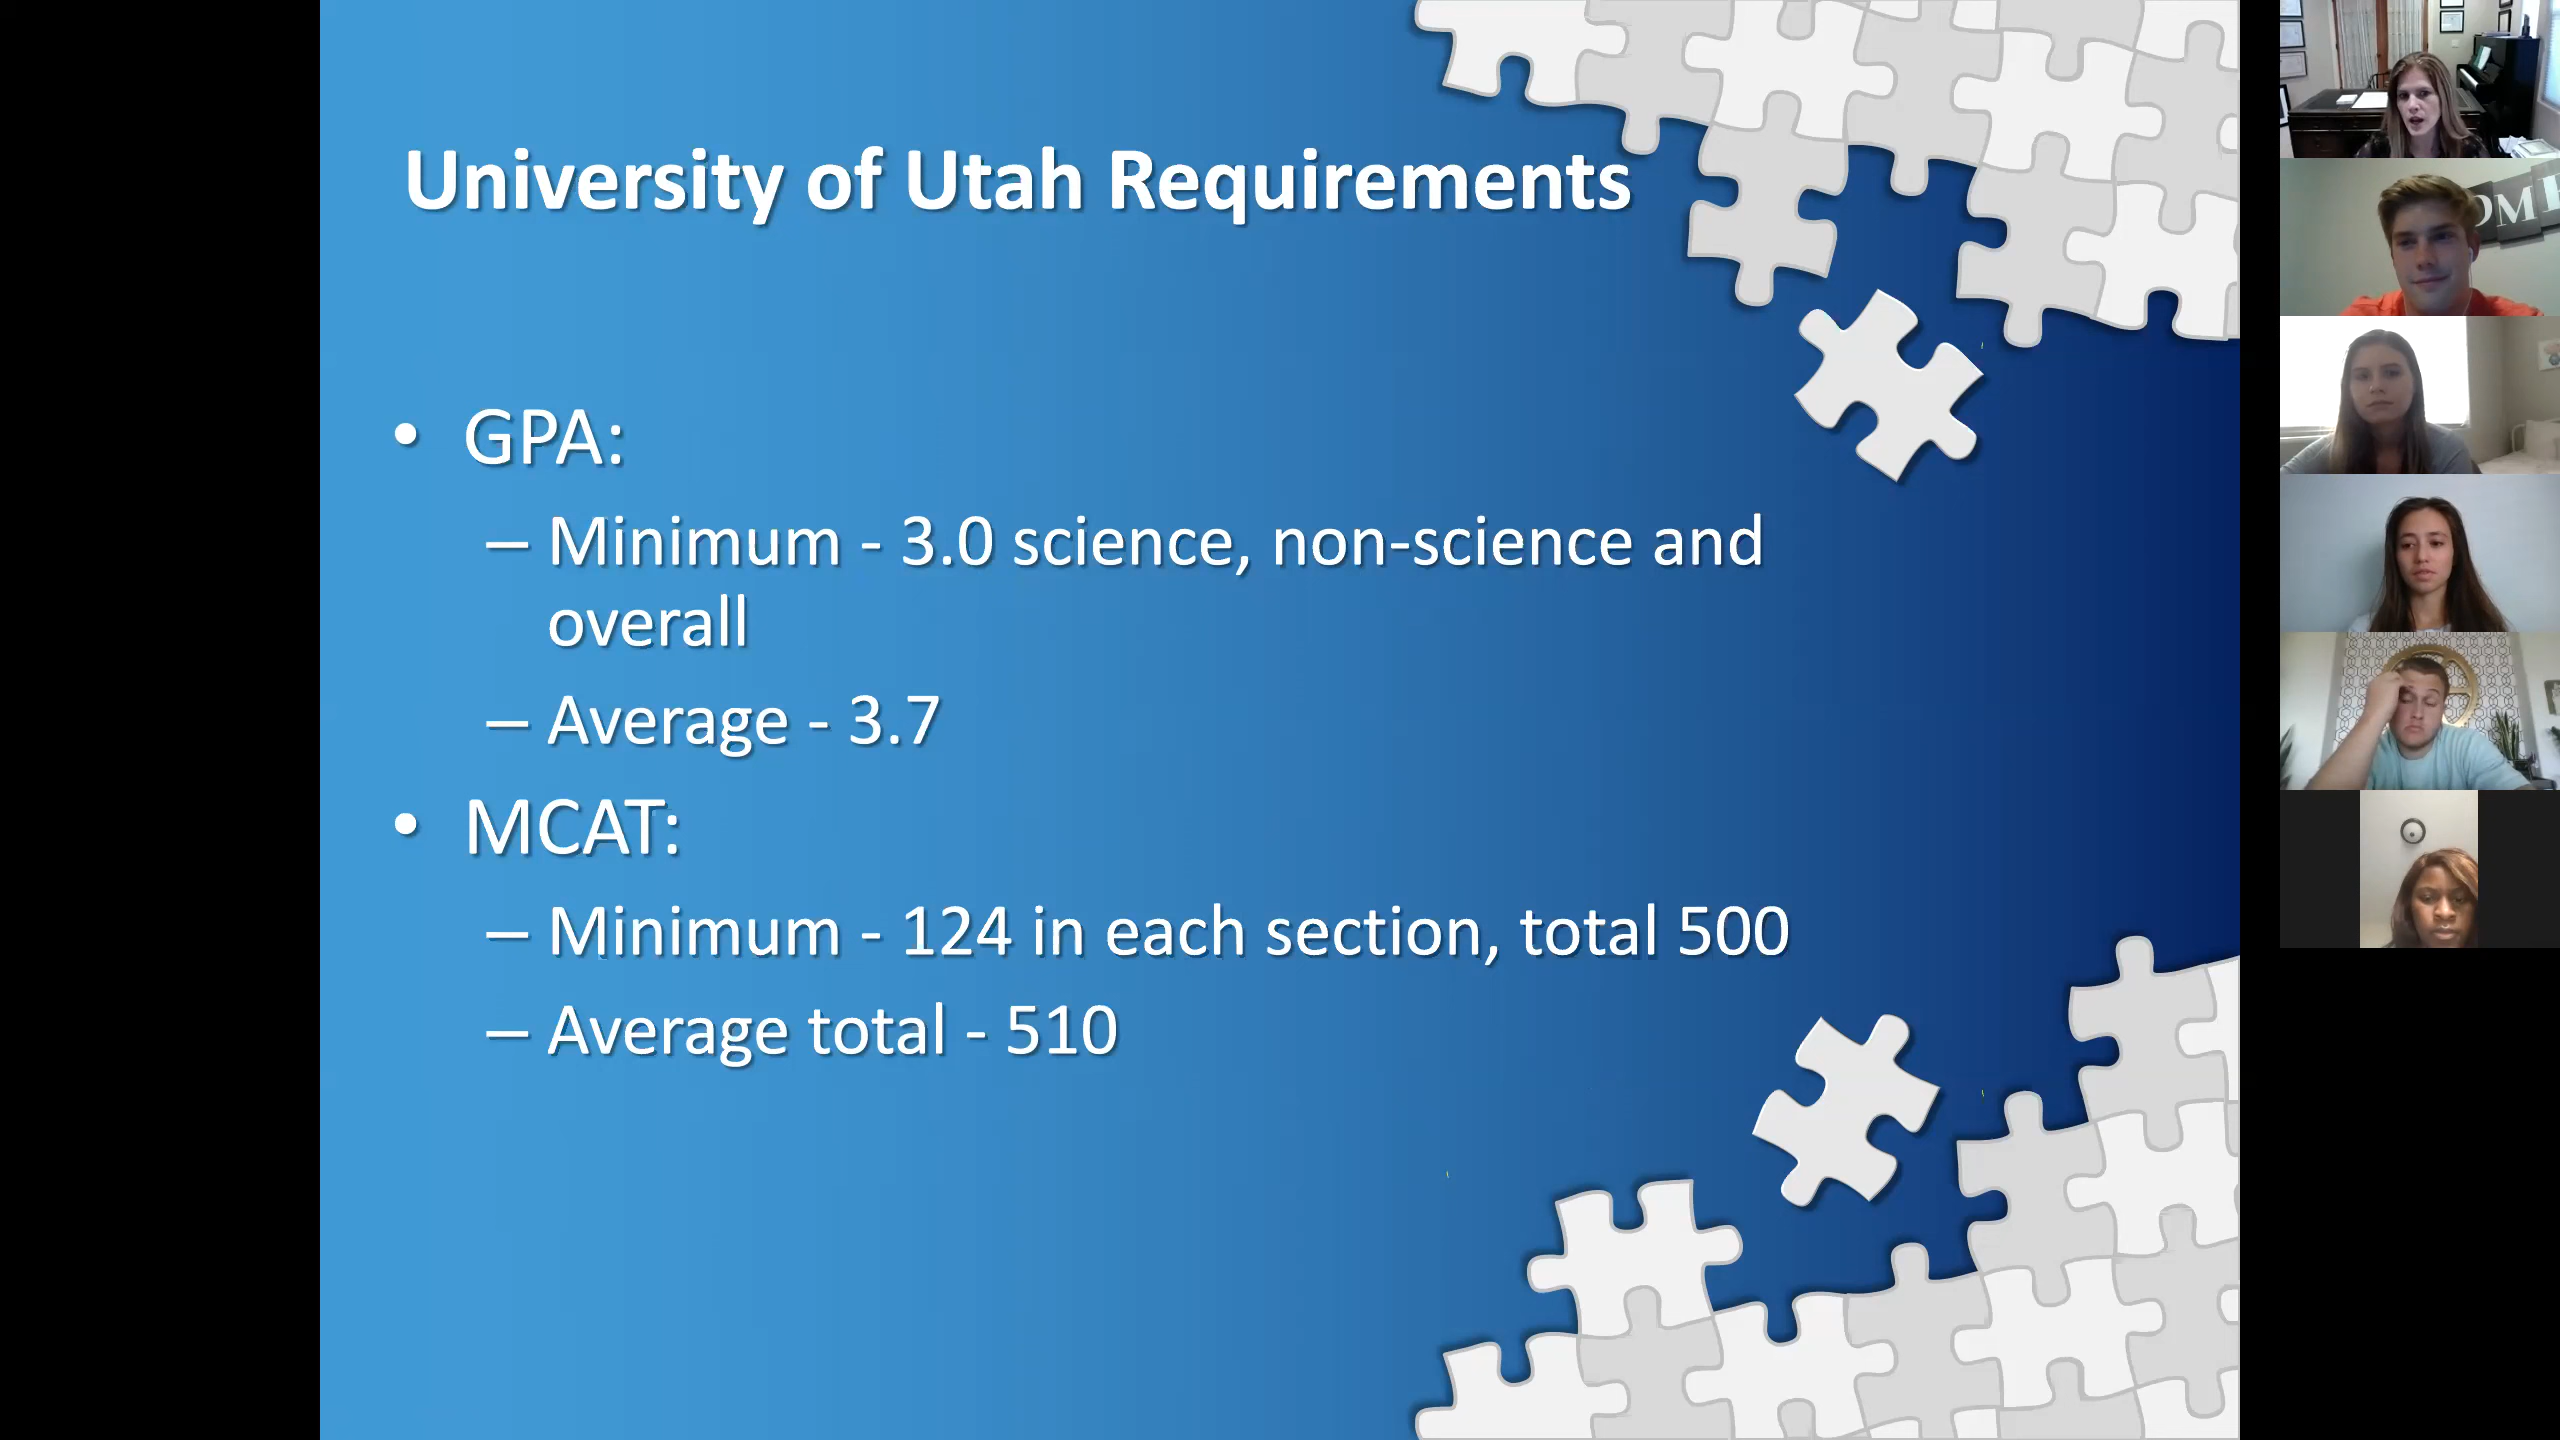 University of Utah Requirements
• GPA:
– Minimum - 3.0 science, non-science and
overall
– Average - 3.7
• MCAT:
– Minimum - 124 in each section, total 500
– Average total - 510